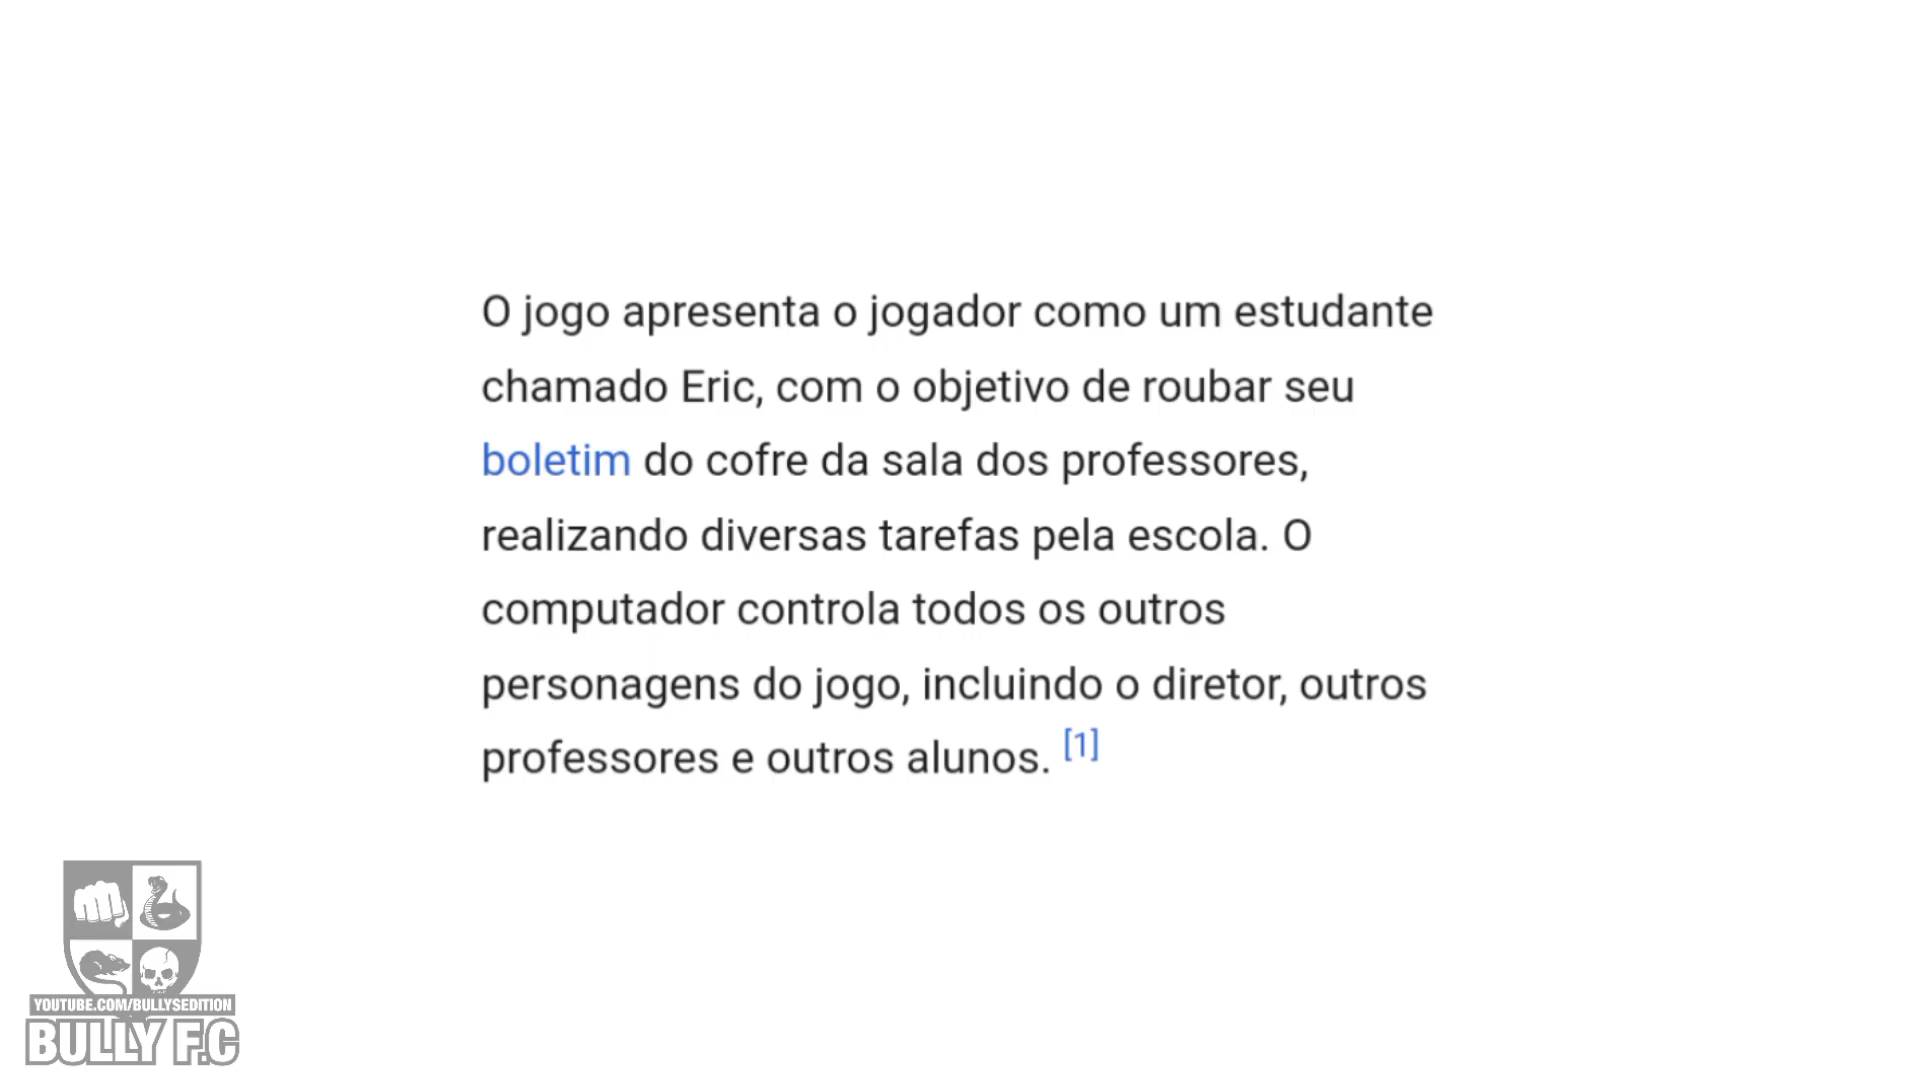 O jogo apresenta o jogador como um estudante
chamado Eric, com o objetivo de roubar seu
boletim do cofre da sala dos professores,
realizando diversas tarefas pela escola. O
computador controla todos os outros
personagens do jogo, incluindo o diretor, outros
professores e outros alunos. [1]
YOUTUBE.COM/BULLYSEDITION
BULLY F.C